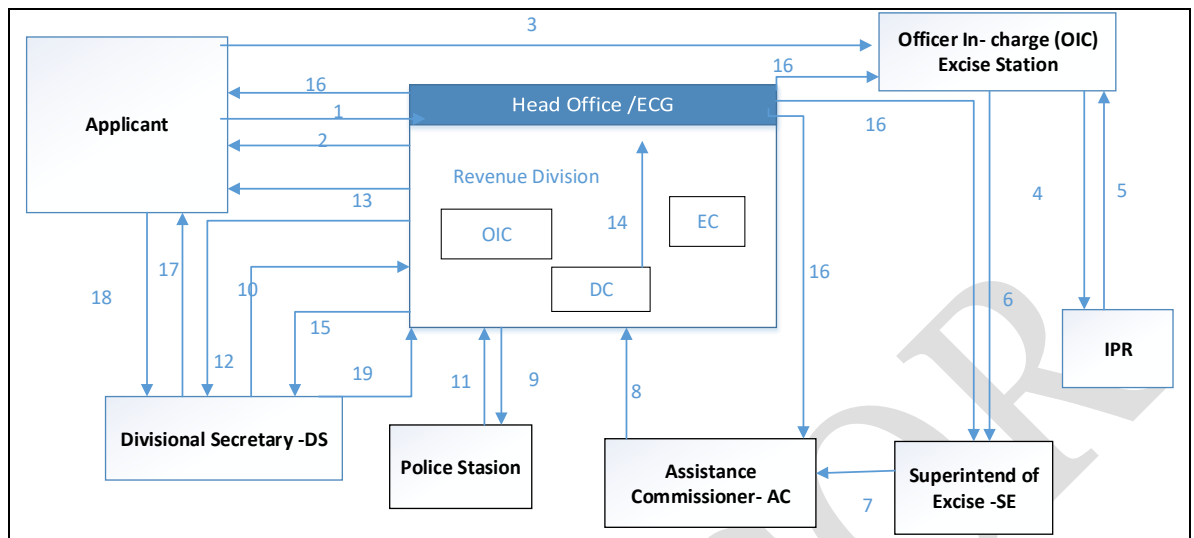 3
Officer In- charge (OIC)
Excise Station
16
16
Head Office /ECG
Applicant
1
16
2
4
5
Revenue Division
13
14
EC
OIC
17
16
10
DC
18
6
15
IPR
12
19
11
9
8
Divisional Secretary -DS
Police Stasion
Assistance
Commissioner- AC
Superintend of
Excise -SE
7